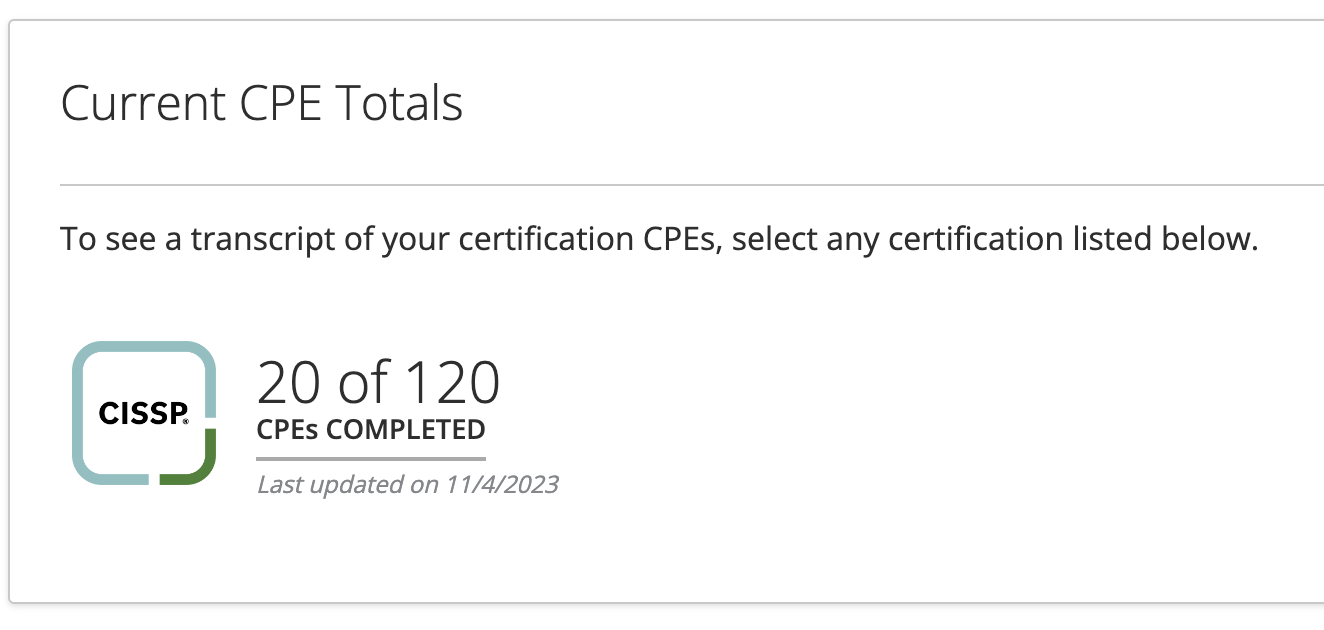 Current CPE Totals
To see a transcript of your certification CPEs, select any certification listed below.
CISSP®
20 of 120
CPEs COMPLETED
Last updated on 11/4/2023